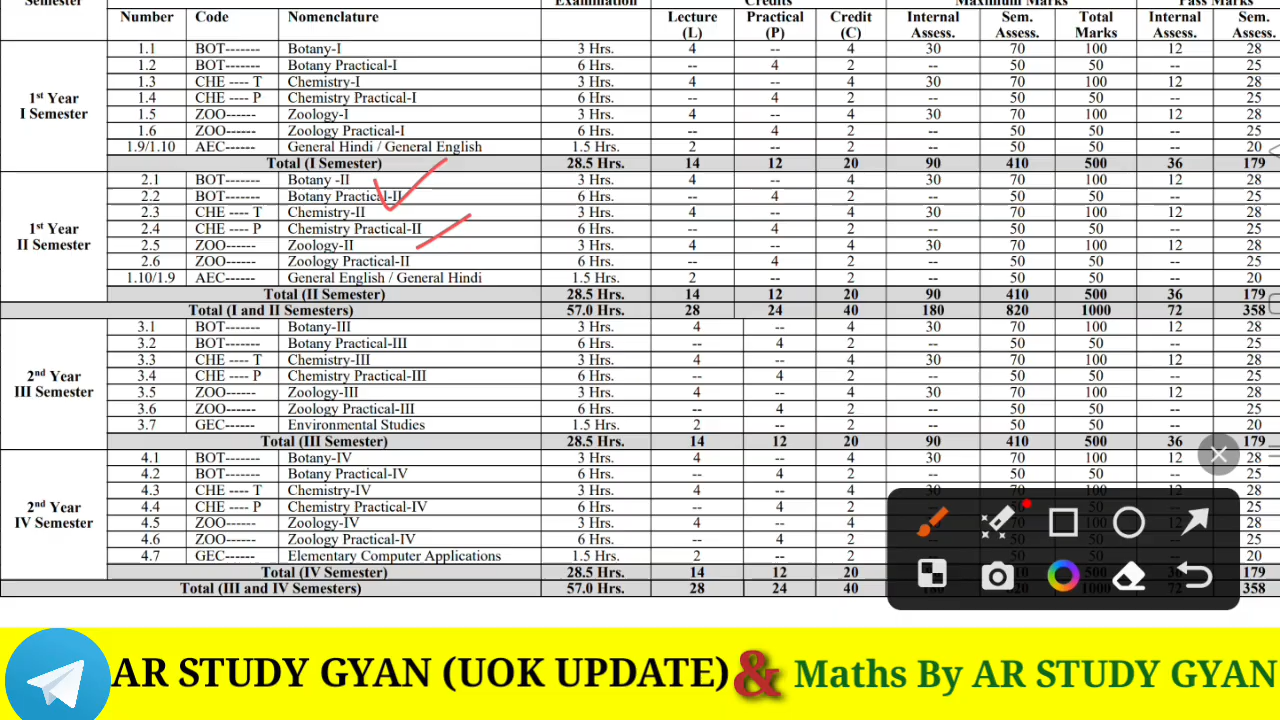 Semester Examination Credits Maximum Marks Pass Marks
Number Code Nomenclature Lecture (L) Practical (P) Credit (C) Internal Assess. Sem. Assess. Total Marks Internal Assess. Sem. Assess.
1st Year I Semester
1.1 BOT------- Botany-I 3 Hrs. 4 -- 4 30 70 100 12 28
1.2 BOT------- Botany Practical-I 6 Hrs. -- 4 2 -- 50 50 -- 25
1.3 CHE ---- T Chemistry-I 3 Hrs. 4 -- 4 30 70 100 12 28
1.4 CHE ---- P Chemistry Practical-I 6 Hrs. -- 4 2 -- 50 50 -- 25
1.5 ZOO------ Zoology-I 3 Hrs. 4 -- 4 30 70 100 12 28
1.6 ZOO------ Zoology Practical-I 6 Hrs. -- 4 2 -- 50 50 -- 25
1.9/1.10 AEC------ General Hindi / General English 1.5 Hrs. 2 -- 2 -- 50 50 -- 20
Total (I Semester) 28.5 Hrs. 14 12 20 90 410 500 36 179
1st Year II Semester
2.1 BOT------- Botany -II 3 Hrs. 4 -- 4 30 70 100 12 28
2.2 BOT------- Botany Practical-II 6 Hrs. -- 4 2 -- 50 50 -- 25
2.3 CHE ---- T Chemistry-II 3 Hrs. 4 -- 4 30 70 100 12 28
2.4 CHE ---- P Chemistry Practical-II 6 Hrs. -- 4 2 -- 50 50 -- 25
2.5 ZOO------ Zoology-II 3 Hrs. 4 -- 4 30 70 100 12 28
2.6 ZOO------ Zoology Practical-II 6 Hrs. -- 4 2 -- 50 50 -- 25
1.10/1.9 AEC------ General English / General Hindi 1.5 Hrs. 2 -- 2 -- 50 50 -- 20
Total (II Semester) 28.5 Hrs. 14 12 20 90 410 500 36 179
Total (I and II Semesters) 57.0 Hrs. 28 24 40 180 820 1000 72 358
2nd Year III Semester
3.1 BOT------- Botany-III 3 Hrs. 4 -- 4 30 70 100 12 28
3.2 BOT------- Botany Practical-III 6 Hrs. -- 4 2 -- 50 50 -- 25
3.3 CHE ---- T Chemistry-III 3 Hrs. 4 -- 4 30 70 100 12 28
3.4 CHE ---- P Chemistry Practical-III 6 Hrs. -- 4 2 -- 50 50 -- 25
3.5 ZOO------ Zoology-III 3 Hrs. 4 -- 4 30 70 100 12 28
3.6 ZOO------ Zoology Practical-III 6 Hrs. -- 4 2 -- 50 50 -- 25
3.7 GEC------ Environmental Studies 1.5 Hrs. 2 -- 2 -- 50 50 -- 20
Total (III Semester) 28.5 Hrs. 14 12 20 90 410 500 36 179
2nd Year IV Semester
4.1 BOT------- Botany-IV 3 Hrs. 4 -- 4 30 70 100 12 28
4.2 BOT------- Botany Practical-IV 6 Hrs. -- 4 2 -- 50 50 -- 25
4.3 CHE ---- T Chemistry-IV 3 Hrs. 4 -- 4 30 70 100 12 28
4.4 CHE ---- P Chemistry Practical-IV 6 Hrs. -- 4 2 25
4.5 ZOO------ Zoology-IV 3 Hrs. 4 -- 4 28
4.6 ZOO------ Zoology Practical-IV 6 Hrs. -- 4 2 25
4.7 GEC------ Elementary Computer Applications 1.5 Hrs. 2 -- 2 20
Total (IV Semester) 28.5 Hrs. 14 12 20 500 179
Total (III and IV Semesters) 57.0 Hrs. 28 24 40 180 1000 72 358
AR STUDY GYAN (UOK UPDATE) & Maths By AR STUDY GYAN